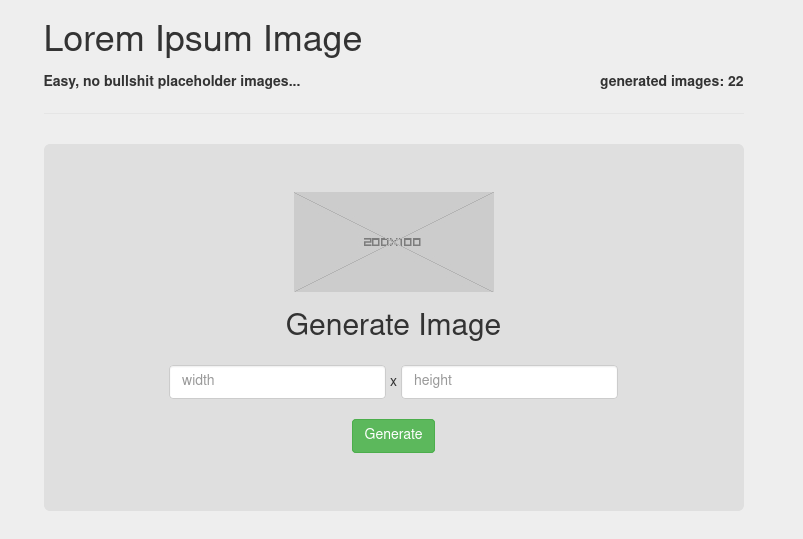 Lorem Ipsum Image
Easy, no bullshit placeholder images... generated images: 22
200X100
Generate Image
width x height
Generate